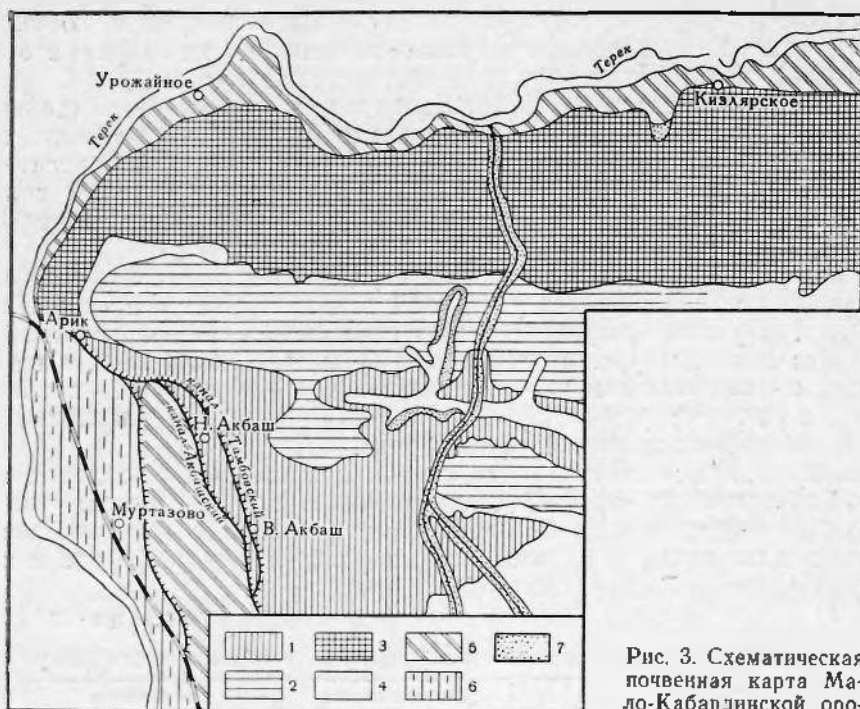 Урожайное
Терек
Терек
Кизлярское
Арик
канал Тамбовский
канал Акбашский
Н. Акбаш
Муртазово
В. Акбаш
1 3 5 7
2 4 6
Рис. 3. Схематическая
почвенная карта Ма-
ло-Кабардинской оро-